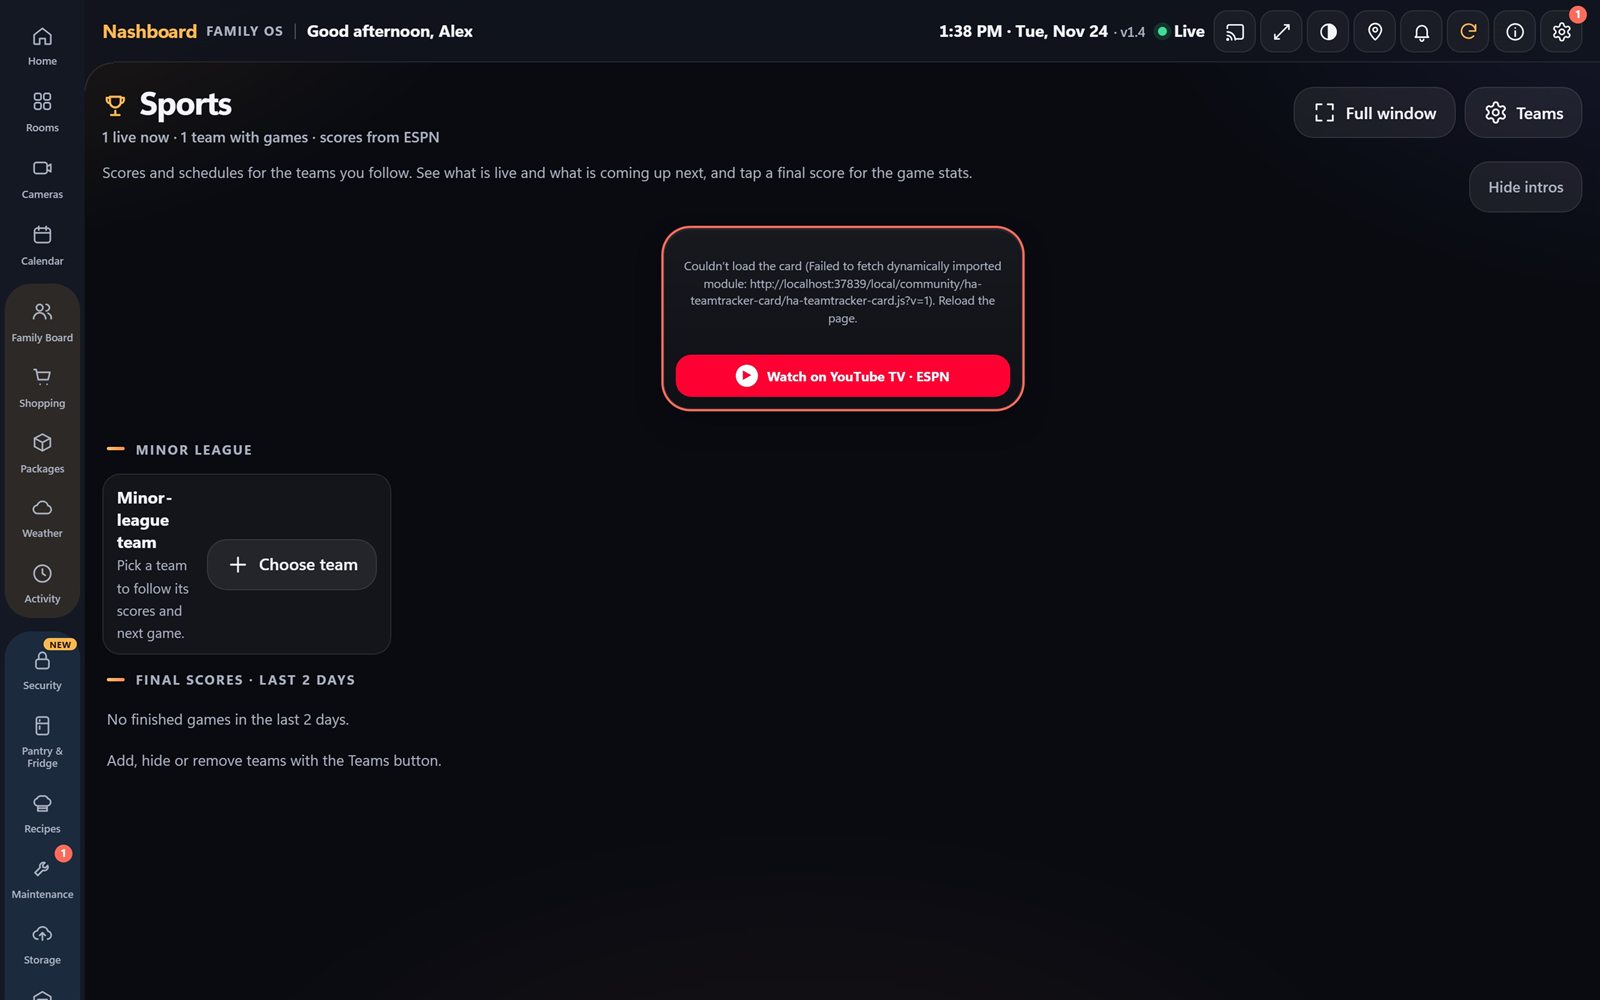 Nashboard FAMILY OS | Good afternoon, Alex
1:38 PM · Tue, Nov 24 · v1.4 Live
1
Home
Rooms
Cameras
Calendar
Family Board
Shopping
Packages
Weather
Activity
NEW
Security
Pantry &
Fridge
Recipes
1
Maintenance
Storage
Sports
1 live now · 1 team with games · scores from ESPN
Scores and schedules for the teams you follow. See what is live and what is coming up next, and tap a final score for the game stats.
Full window
Teams
Hide intros
Couldn't load the card (Failed to fetch dynamically imported
module: http://localhost:37839/local/community/ha-
teamtracker-card/ha-teamtracker-card.js?v=1). Reload the
page.
Watch on YouTube TV · ESPN
MINOR LEAGUE
Minor-
league
team
Pick a team
to follow its
scores and
next game.
Choose team
FINAL SCORES · LAST 2 DAYS
No finished games in the last 2 days.
Add, hide or remove teams with the Teams button.